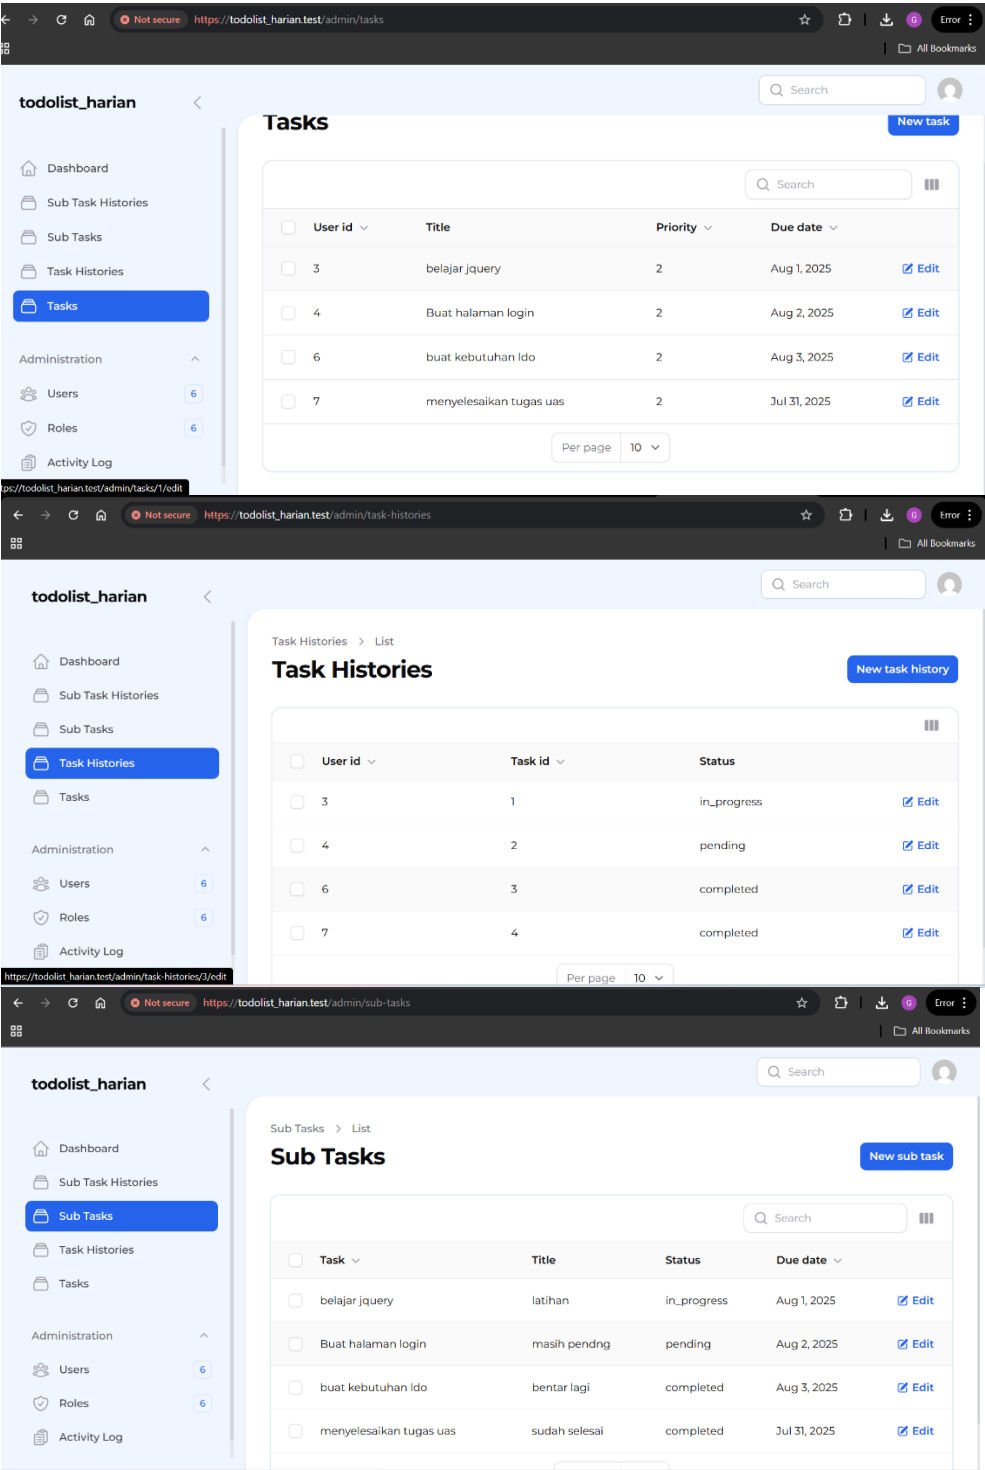 Not secure https://todolist_harian.test/admin/tasks G Error
All Bookmarks
todolist_harian Search
Tasks New task
Dashboard
Sub Task Histories
Sub Tasks
Task Histories
Tasks
Administration
Users 6
Roles 6
Activity Log
Search
User id Title Priority Due date
3 belajar jquery 2 Aug 1, 2025 Edit
4 Buat halaman login 2 Aug 2, 2025 Edit
6 buat kebutuhan ldo 2 Aug 3, 2025 Edit
7 menyelesaikan tugas uas 2 Jul 31, 2025 Edit
Per page 10
tps://todolist_harian.test/admin/tasks/1/edit
Not secure https://todolist_harian.test/admin/task-histories G Error
All Bookmarks
todolist_harian Search
Dashboard
Sub Task Histories
Sub Tasks
Task Histories
Tasks
Administration
Users 6
Roles 6
Activity Log
Task Histories > List
Task Histories New task history
User id Task id Status
3 1 in_progress Edit
4 2 pending Edit
6 3 completed Edit
7 4 completed Edit
Per page 10
https://todolist_harian.test/admin/task-histories/3/edit
Not secure https://todolist_harian.test/admin/sub-tasks G Error
All Bookmarks
todolist_harian Search
Dashboard
Sub Task Histories
Sub Tasks
Task Histories
Tasks
Administration
Users 6
Roles 6
Activity Log
Sub Tasks > List
Sub Tasks New sub task
Search
Task Title Status Due date
belajar jquery latihan in_progress Aug 1, 2025 Edit
Buat halaman login masih pendng pending Aug 2, 2025 Edit
buat kebutuhan ldo bentar lagi completed Aug 3, 2025 Edit
menyelesaikan tugas uas sudah selesai completed Jul 31, 2025 Edit